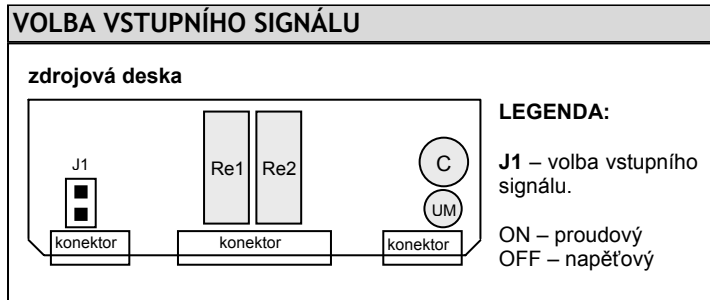 VOLBA VSTUPNÍHO SIGNÁLU
zdrojová deska
J1
Re1
Re2
C
UM
konektor
konektor
konektor
LEGENDA:
J1 – volba vstupního
signálu.
ON – proudový
OFF – napěťový